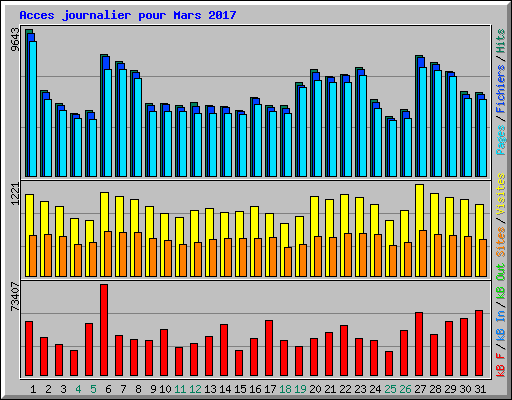 Acces journalier pour Mars 2017
9643
1221
73407
Pages / Fichiers / Hits
Sites / Visites
kB F / kB In / kB Out
1 2 3 4 5 6 7 8 9 10 11 12 13 14 15 16 17 18 19 20 21 22 23 24 25 26 27 28 29 30 31